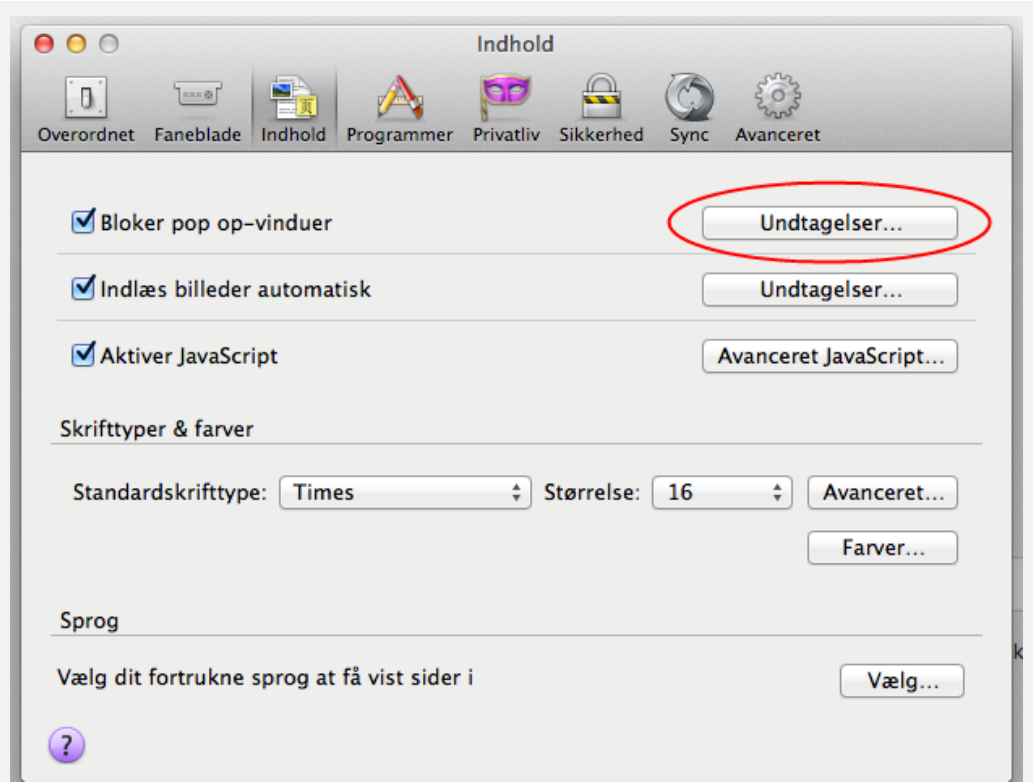 Indhold
Overordnet Faneblade Indhold Programmer Privatliv Sikkerhed Sync Avanceret
Bloker pop op-vinduer Undtagelser...
Indlæs billeder automatisk Undtagelser...
Aktiver JavaScript Avanceret JavaScript...
Skrifttyper & farver
Standardskrifttype: Times Størrelse: 16 Avanceret...
Farver...
Sprog
Vælg dit fortrukne sprog at få vist sider i Vælg...
?
k